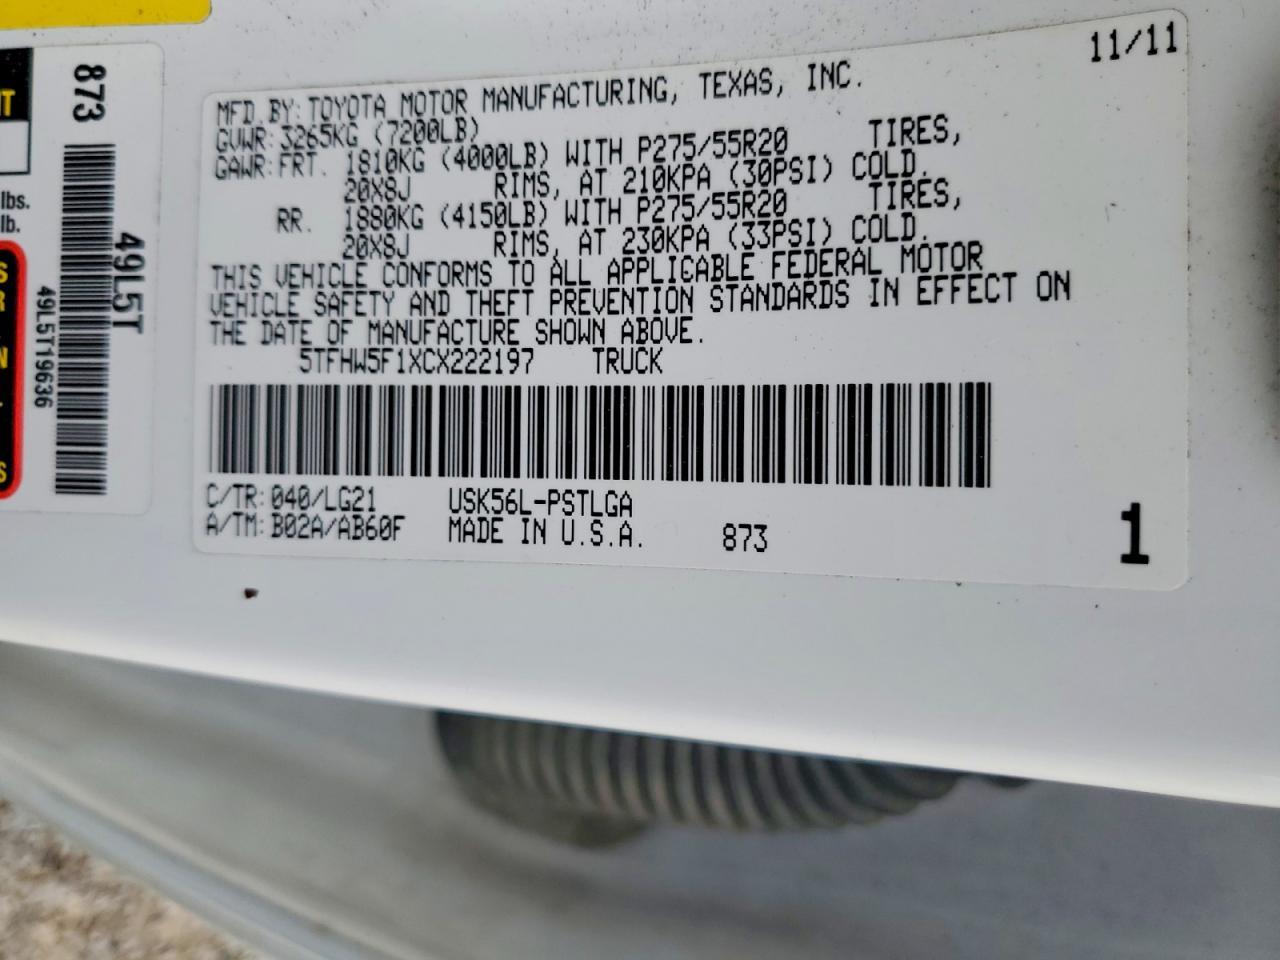 11/11
MFD.BY: TOYOTA MOTOR MANUFACTURING, TEXAS, INC.
GVWR: 3265KG (7200LB)
GAWR: FRT. 1810KG (4000LB) WITH P275/55R20 TIRES,
20X8J RIMS, AT 210KPA (30PSI) COLD.
RR. 1880KG (4150LB) WITH P275/55R20 TIRES,
20X8J RIMS, AT 230KPA (33PSI) COLD.
THIS VEHICLE CONFORMS TO ALL APPLICABLE FEDERAL MOTOR
VEHICLE SAFETY AND THEFT PREVENTION STANDARDS IN EFFECT ON
THE DATE OF MANUFACTURE SHOWN ABOVE.
5TFHW5F1XCX222197 TRUCK
C/TR: 040/LG21 USK56L-PSTLGA
A/TM: B02A/AB60F MADE IN U.S.A. 873
1
873
49L5T
49L5T19636
lbs.
lb.